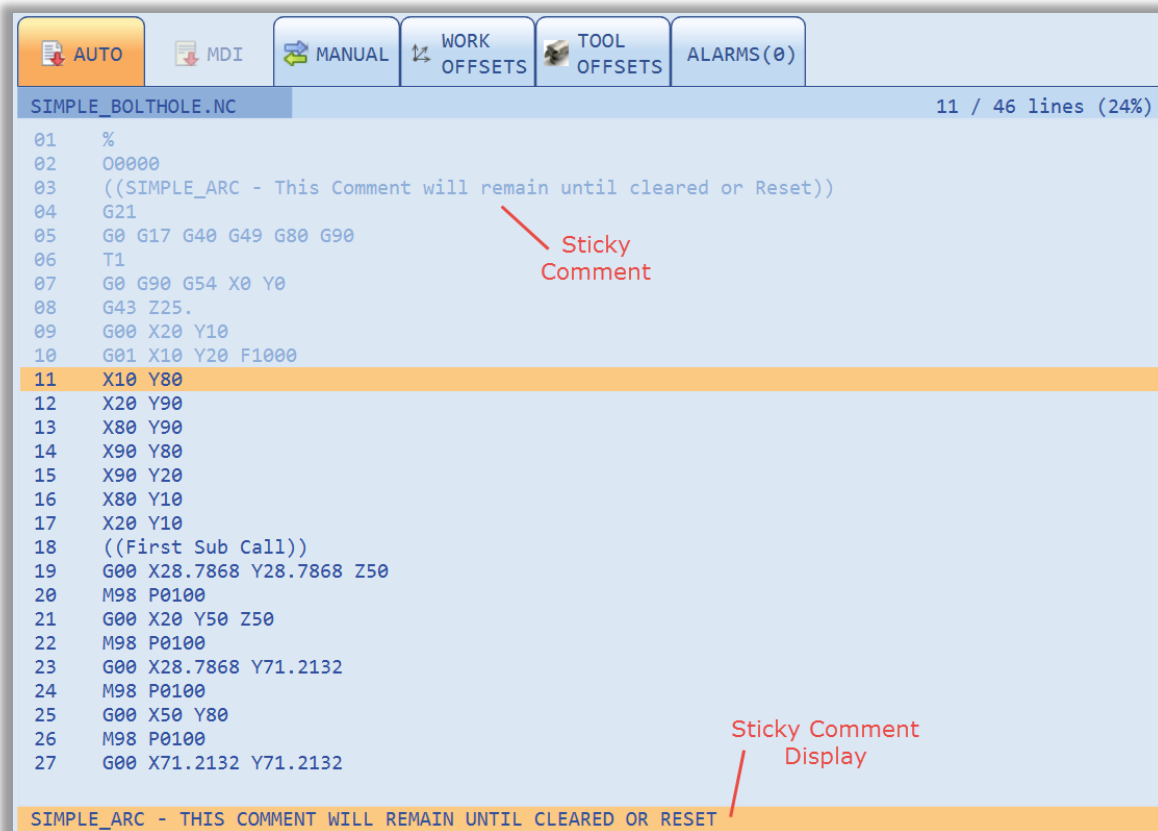 AUTO
MDI
MANUAL
WORK
OFFSETS
TOOL
OFFSETS
ALARMS(0)
SIMPLE_BOLTHOLE.NC 11 / 46 lines (24%)
01 %
02 O0000
03 ((SIMPLE_ARC - This Comment will remain until cleared or Reset))
04 G21
05 G0 G17 G40 G49 G80 G90
06 T1
07 G0 G90 G54 X0 Y0
08 G43 Z25.
09 G00 X20 Y10
10 G01 X10 Y20 F1000
Sticky
Comment
11 X10 Y80
12 X20 Y90
13 X80 Y90
14 X90 Y80
15 X90 Y20
16 X80 Y10
17 X20 Y10
18 ((First Sub Call))
19 G00 X28.7868 Y28.7868 Z50
20 M98 P0100
21 G00 X20 Y50 Z50
22 M98 P0100
23 G00 X28.7868 Y71.2132
24 M98 P0100
25 G00 X50 Y80
26 M98 P0100
27 G00 X71.2132 Y71.2132
Sticky Comment
Display
SIMPLE_ARC - THIS COMMENT WILL REMAIN UNTIL CLEARED OR RESET